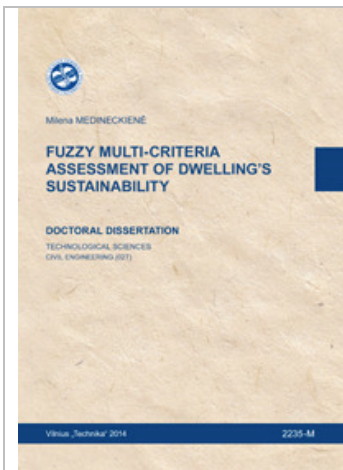 Milena MEDINECKIENĖ
FUZZY MULTI-CRITERIA
ASSESSMENT OF DWELLING'S
SUSTAINABILITY
DOCTORAL DISSERTATION
TECHNOLOGICAL SCIENCES
CIVIL ENGINEERING (02T)
Vilnius „Technika“ 2014 2235-M